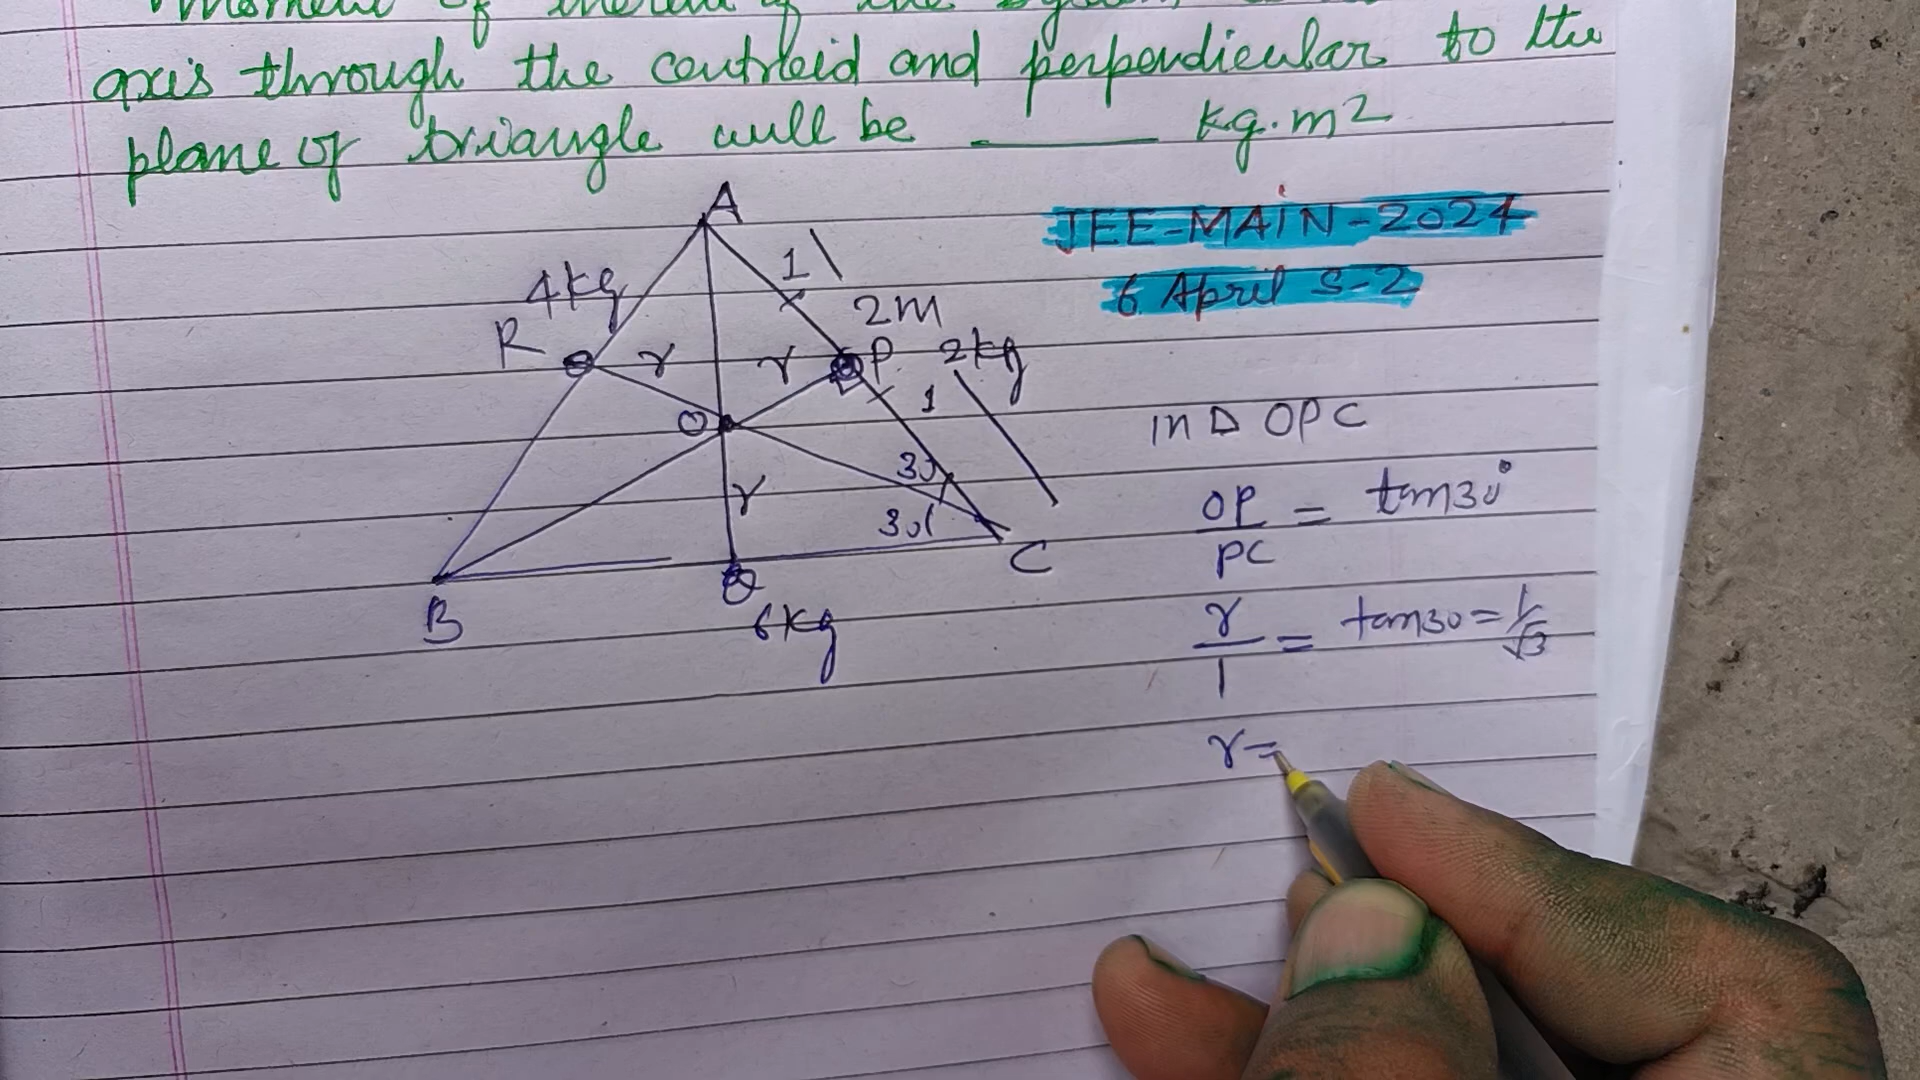 axis through the centroid and perpendicular to the
plane of triangle will be ______ kg.m2
JEE-MAIN-2024
6 April S-2
A
4kg
1
2m
R
r
r
P
2kg
1
O
r
30
30
C
B
Q
6kg
in Δ OPC
OP/PC = tan30°
r/1 = tan30 = 1/√3
r=